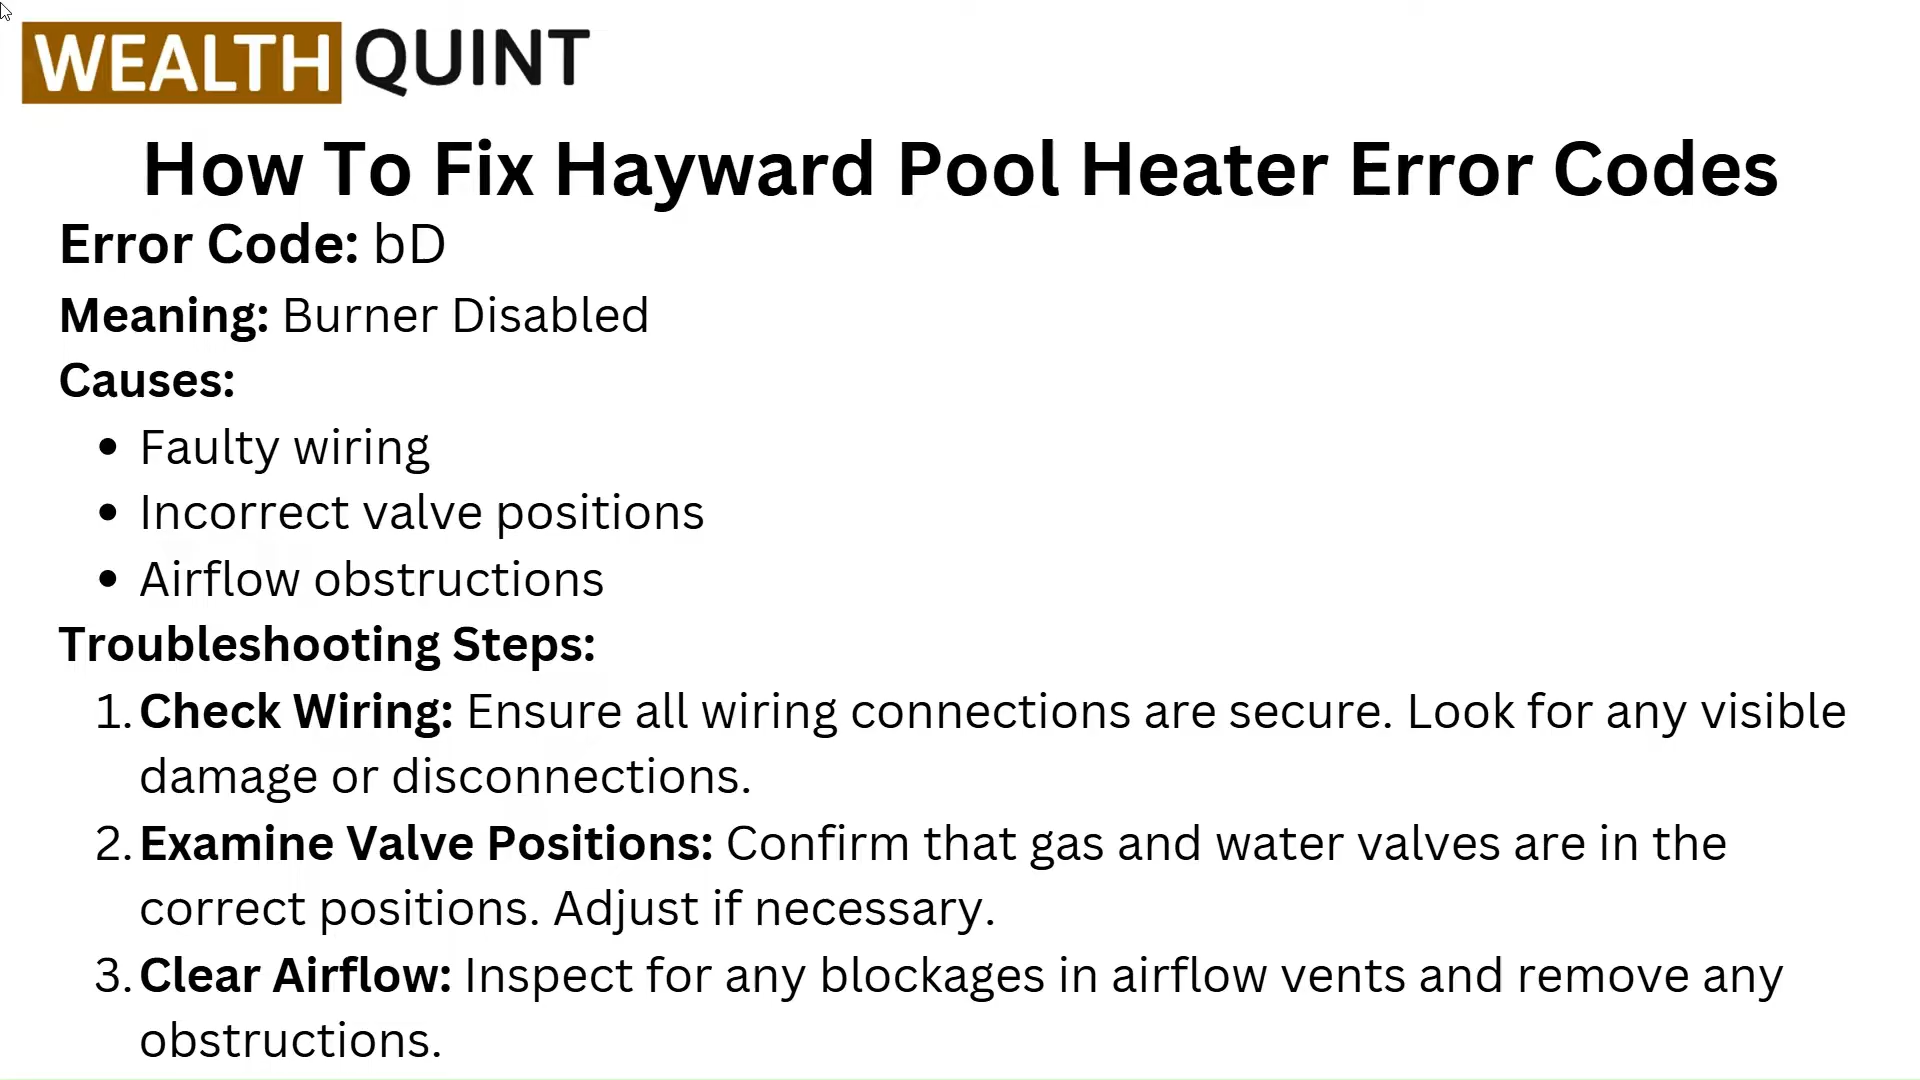 WEALTH QUINT
How To Fix Hayward Pool Heater Error Codes
Error Code: bD
Meaning: Burner Disabled
Causes:
• Faulty wiring
• Incorrect valve positions
• Airflow obstructions
Troubleshooting Steps:
1. Check Wiring: Ensure all wiring connections are secure. Look for any visible
damage or disconnections.
2. Examine Valve Positions: Confirm that gas and water valves are in the
correct positions. Adjust if necessary.
3. Clear Airflow: Inspect for any blockages in airflow vents and remove any
obstructions.